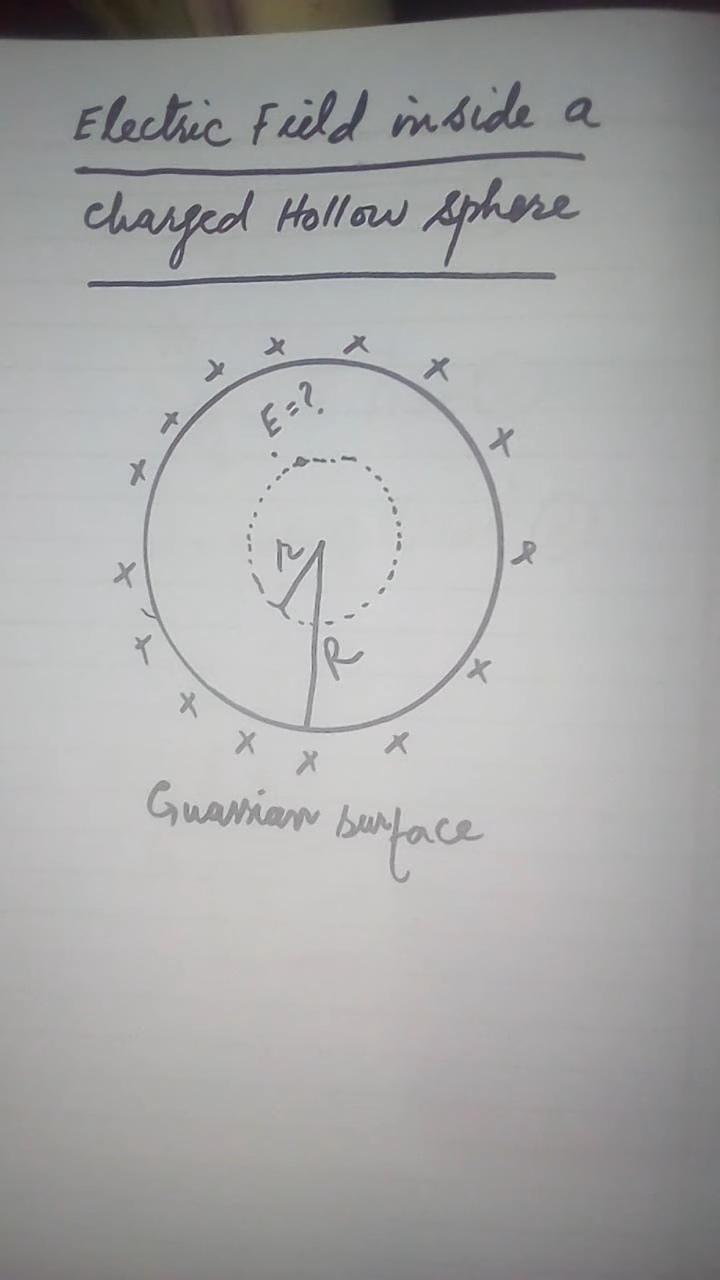 Electric Field inside a
charged Hollow sphere
E=?
r
R
Guassian surface